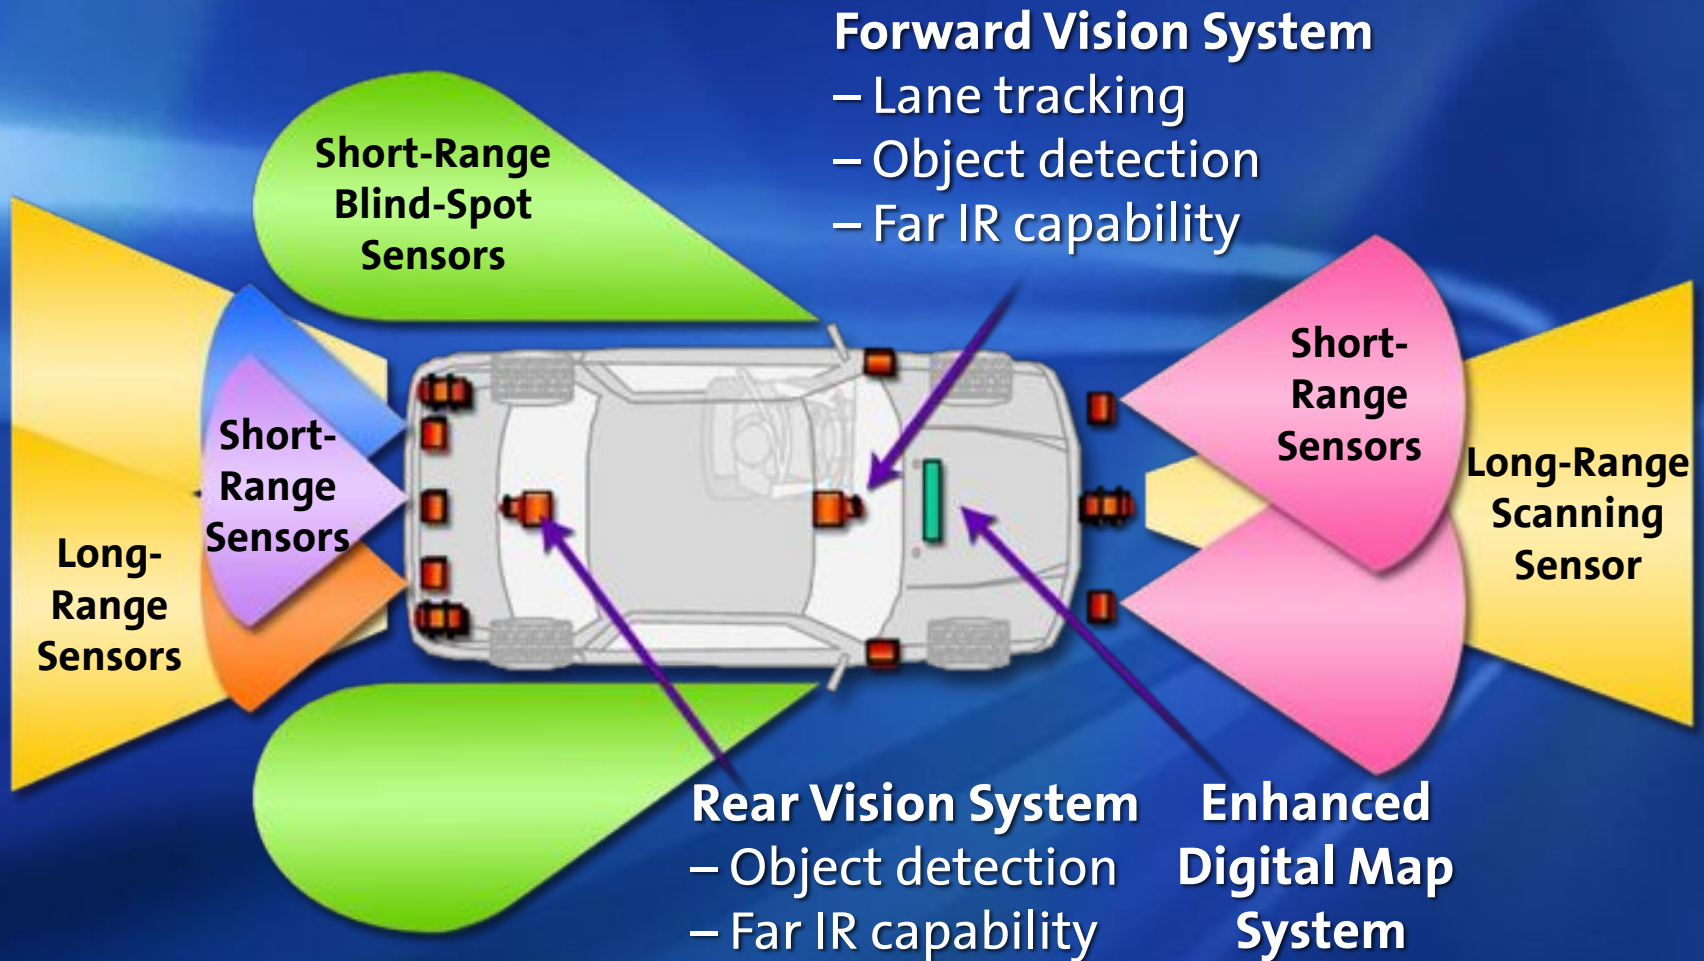 Forward Vision System
– Lane tracking
– Object detection
– Far IR capability
Short-Range
Blind-Spot
Sensors
Short-
Range
Sensors
Long-Range
Scanning
Sensor
Short-
Range
Sensors
Long-
Range
Sensors
Rear Vision System
– Object detection
– Far IR capability
Enhanced
Digital Map
System